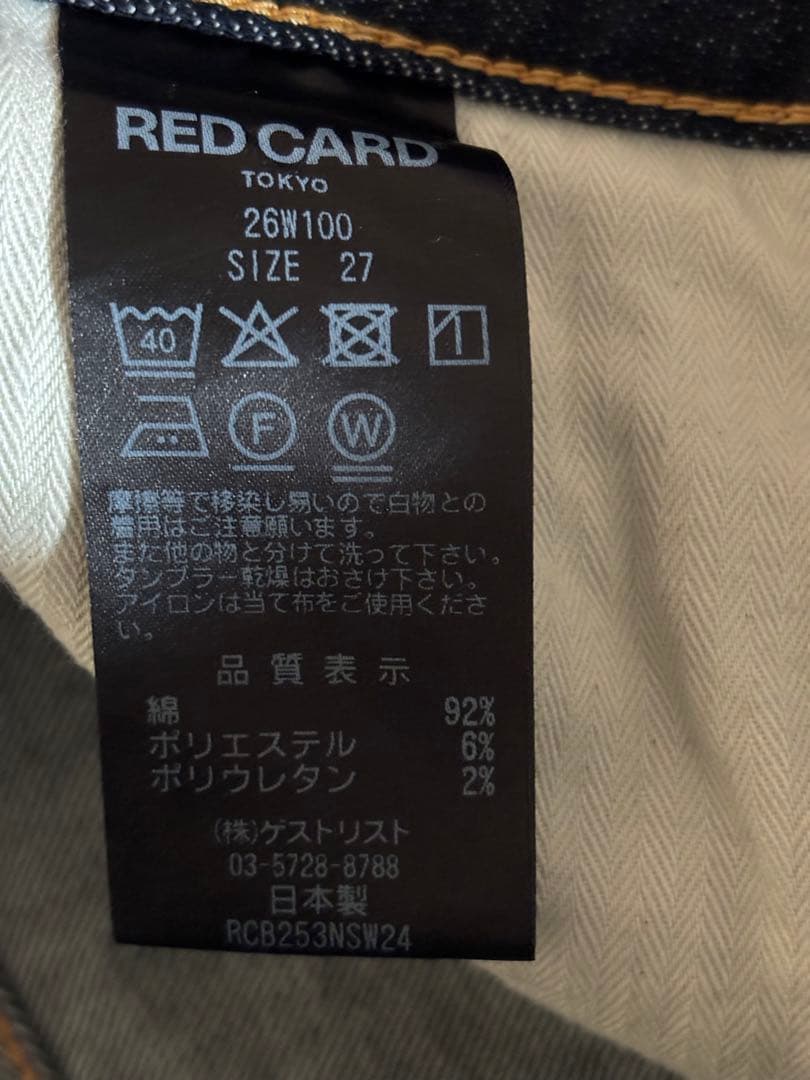 RED CARD
TOKYO
26W100
SIZE 27
40
F
W
摩擦等で移染し易いので白物との
着用はご注意願います。
また他の物と分けて洗って下さい。
タンブラー乾燥はおさけ下さい。
アイロンは当て布をご使用くださ
い。
品質表示
綿 92%
ポリエステル 6%
ポリウレタン 2%
(株)ゲストリスト
03-5728-8788
日本製
RCB253NSW24